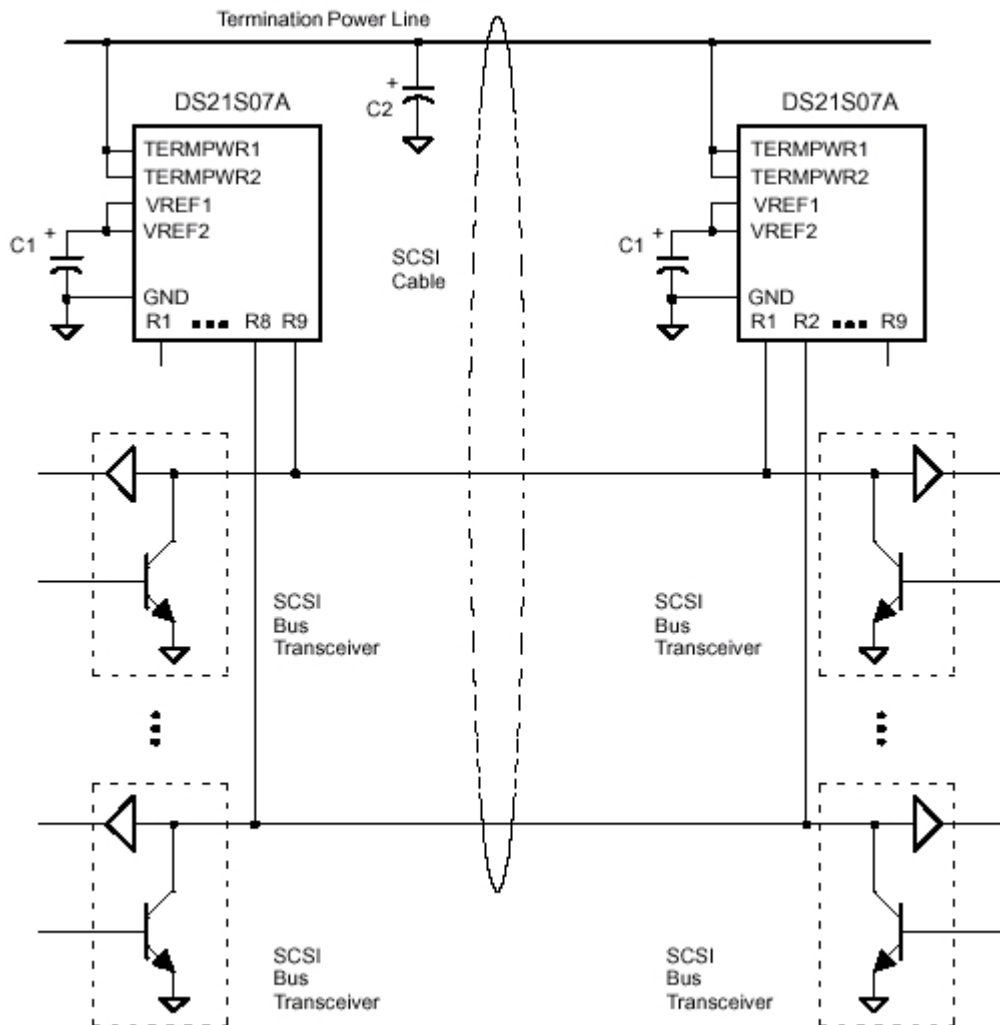 Termination Power Line
+
C2
DS21S07A
DS21S07A
TERMPWR1
TERMPWR2
VREF1
VREF2
GND
R1 ▪▪▪ R8 R9
C1
+
SCSI
Cable
TERMPWR1
TERMPWR2
VREF1
VREF2
GND
R1 R2 ▪▪▪ R9
C1
+
SCSI
Bus
Transceiver
SCSI
Bus
Transceiver
SCSI
Bus
Transceiver
SCSI
Bus
Transceiver